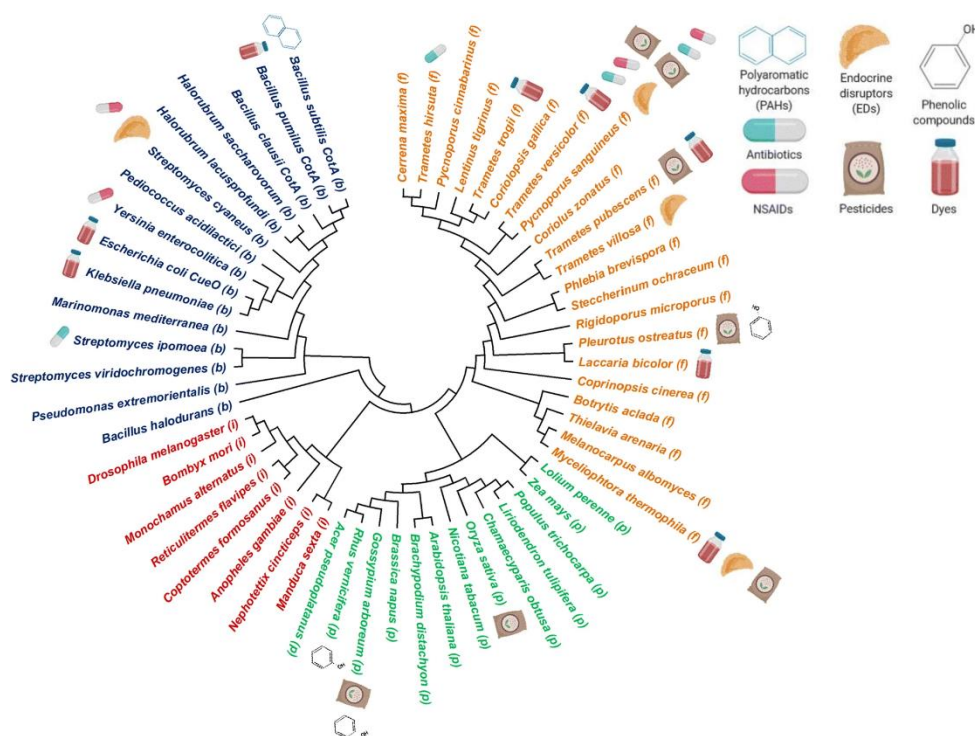 Bacillus subtilis CotA (b)
Bacillus pumilus CotA (b)
Bacillus clausii CotA (b)
Halorubrum saccharovorum (b)
Halorubrum lacusprofundi (b)
Streptomyces cyaneus (b)
Pediococcus acidilactici (b)
Yersinia enterocolitica (b)
Escherichia coli CueO (b)
Klebsiella pneumoniae (b)
Marinomonas mediterranea (b)
Streptomyces ipomoea (b)
Streptomyces viridochromogenes (b)
Pseudomonas extremorientalis (b)
Bacillus halodurans (b)
Drosophila melanogaster (i)
Bombyx mori (i)
Monochamus alternatus (i)
Reticulitermes flavipes (i)
Coptotermes formosanus (i)
Anopheles gambiae (i)
Nephotettix cincticeps (i)
Manduca sexta (i)
Acer pseudoplatanus (p)
Rhus vernicifera (p)
Gossypium arboreum (p)
Brassica napus (p)
Brachypodium distachyon (p)
Arabidopsis thaliana (p)
Nicotiana tabacum (p)
Oryza sativa (p)
Chamaecyparis obtusa (p)
Liriodendron tulipifera (p)
Populus trichocarpa (p)
Zea mays (p)
Lolium perenne (p)
Myceliophtora thermophila (f)
Melanocarpus albomyces (f)
Thielavia arenaria (f)
Botrytis aclada (f)
Coprinopsis cinerea (f)
Laccaria bicolor (f)
Pleurotus ostreatus (f)
Rigidoporus microporus (f)
Steccherinum ochraceum (f)
Phlebia brevispora (f)
Trametes villosa (f)
Trametes pubescens (f)
Coriolus zonatus (f)
Pycnoporus sanguineus (f)
Trametes versicolor (f)
Coriolopsis gallica (f)
Trametes trogii (f)
Lentinus tigrinus (f)
Pycnoporus cinnabarinus (f)
Trametes hirsuta (f)
Cerrena maxima (f)
OH
Polyaromatic
hydrocarbons
(PAHs)
Endocrine
disruptors
(EDs)
Phenolic
compounds
Antibiotics
NSAIDs
Pesticides
Dyes